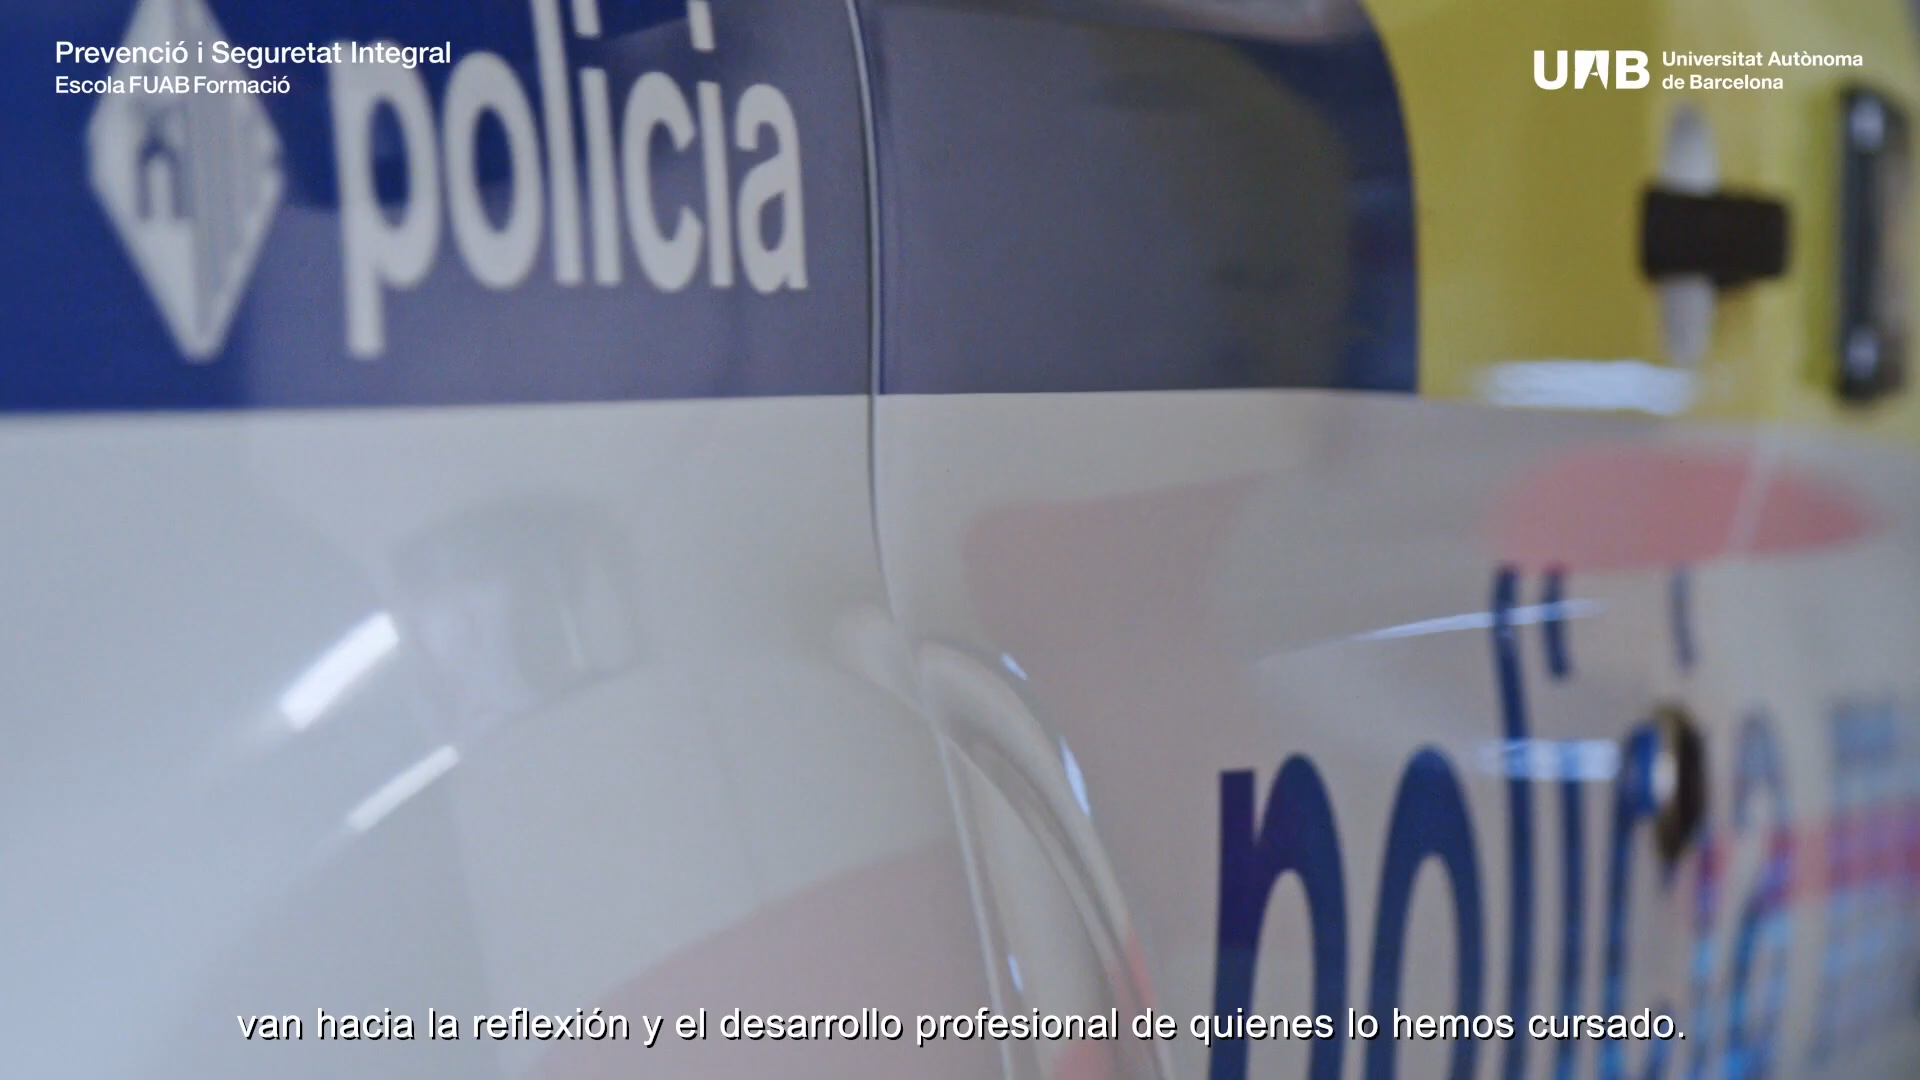 Prevenció i Seguretat Integral
Escola FUAB Formació
UAB Universitat Autònoma
de Barcelona
policia
policia
van hacia la reflexión y el desarrollo profesional de quienes lo hemos cursado.